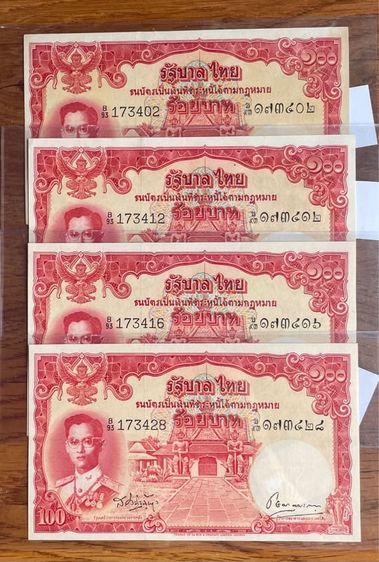 ๑๐๐
รัฐบาลไทย
ธนบัตรเป็นเงินที่ชำระหนี้ได้ตามกฎหมาย
B/93 173402
ร้อยบาท
๑๗๓๔๐๒
๑๐๐
รัฐบาลไทย
ธนบัตรเป็นเงินที่ชำระหนี้ได้ตามกฎหมาย
B/93 173412
ร้อยบาท
๑๗๓๔๑๒
๑๐๐
รัฐบาลไทย
ธนบัตรเป็นเงินที่ชำระหนี้ได้ตามกฎหมาย
B/93 173416
ร้อยบาท
๑๗๓๔๑๖
๑๐๐
รัฐบาลไทย
ธนบัตรเป็นเงินที่ชำระหนี้ได้ตามกฎหมาย
B/93 173428
ร้อยบาท
๑๗๓๔๒๘
100